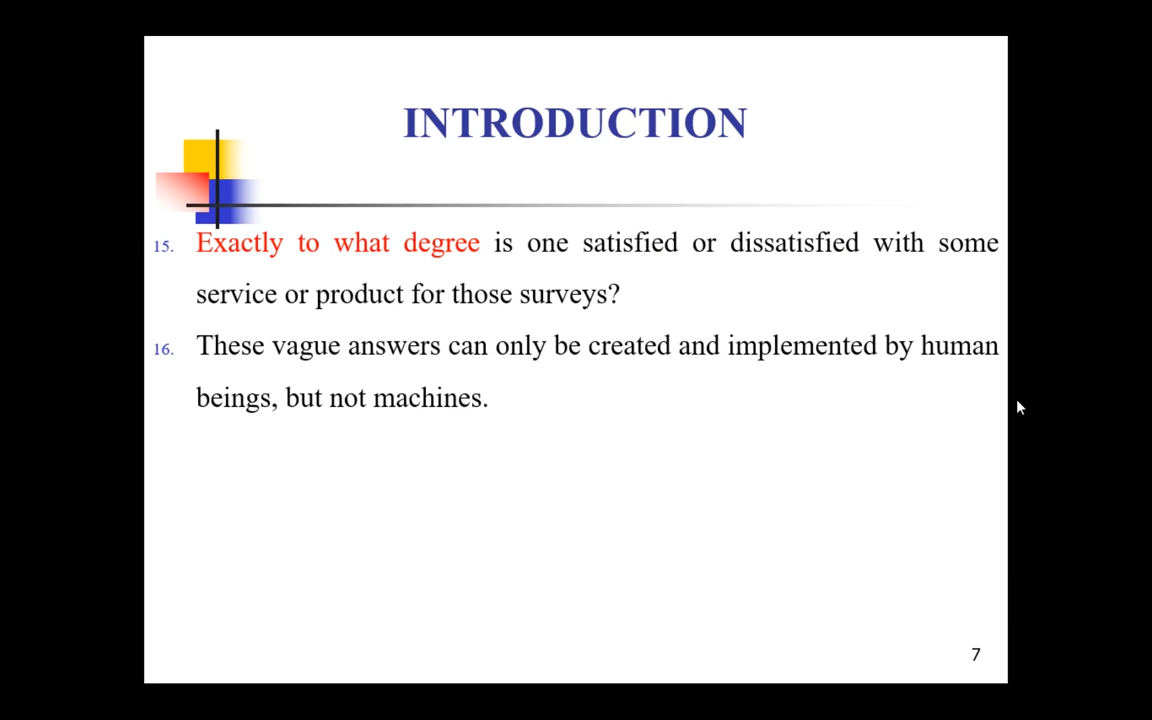 INTRODUCTION
15. Exactly to what degree is one satisfied or dissatisfied with some
service or product for those surveys?
16. These vague answers can only be created and implemented by human
beings, but not machines.
7